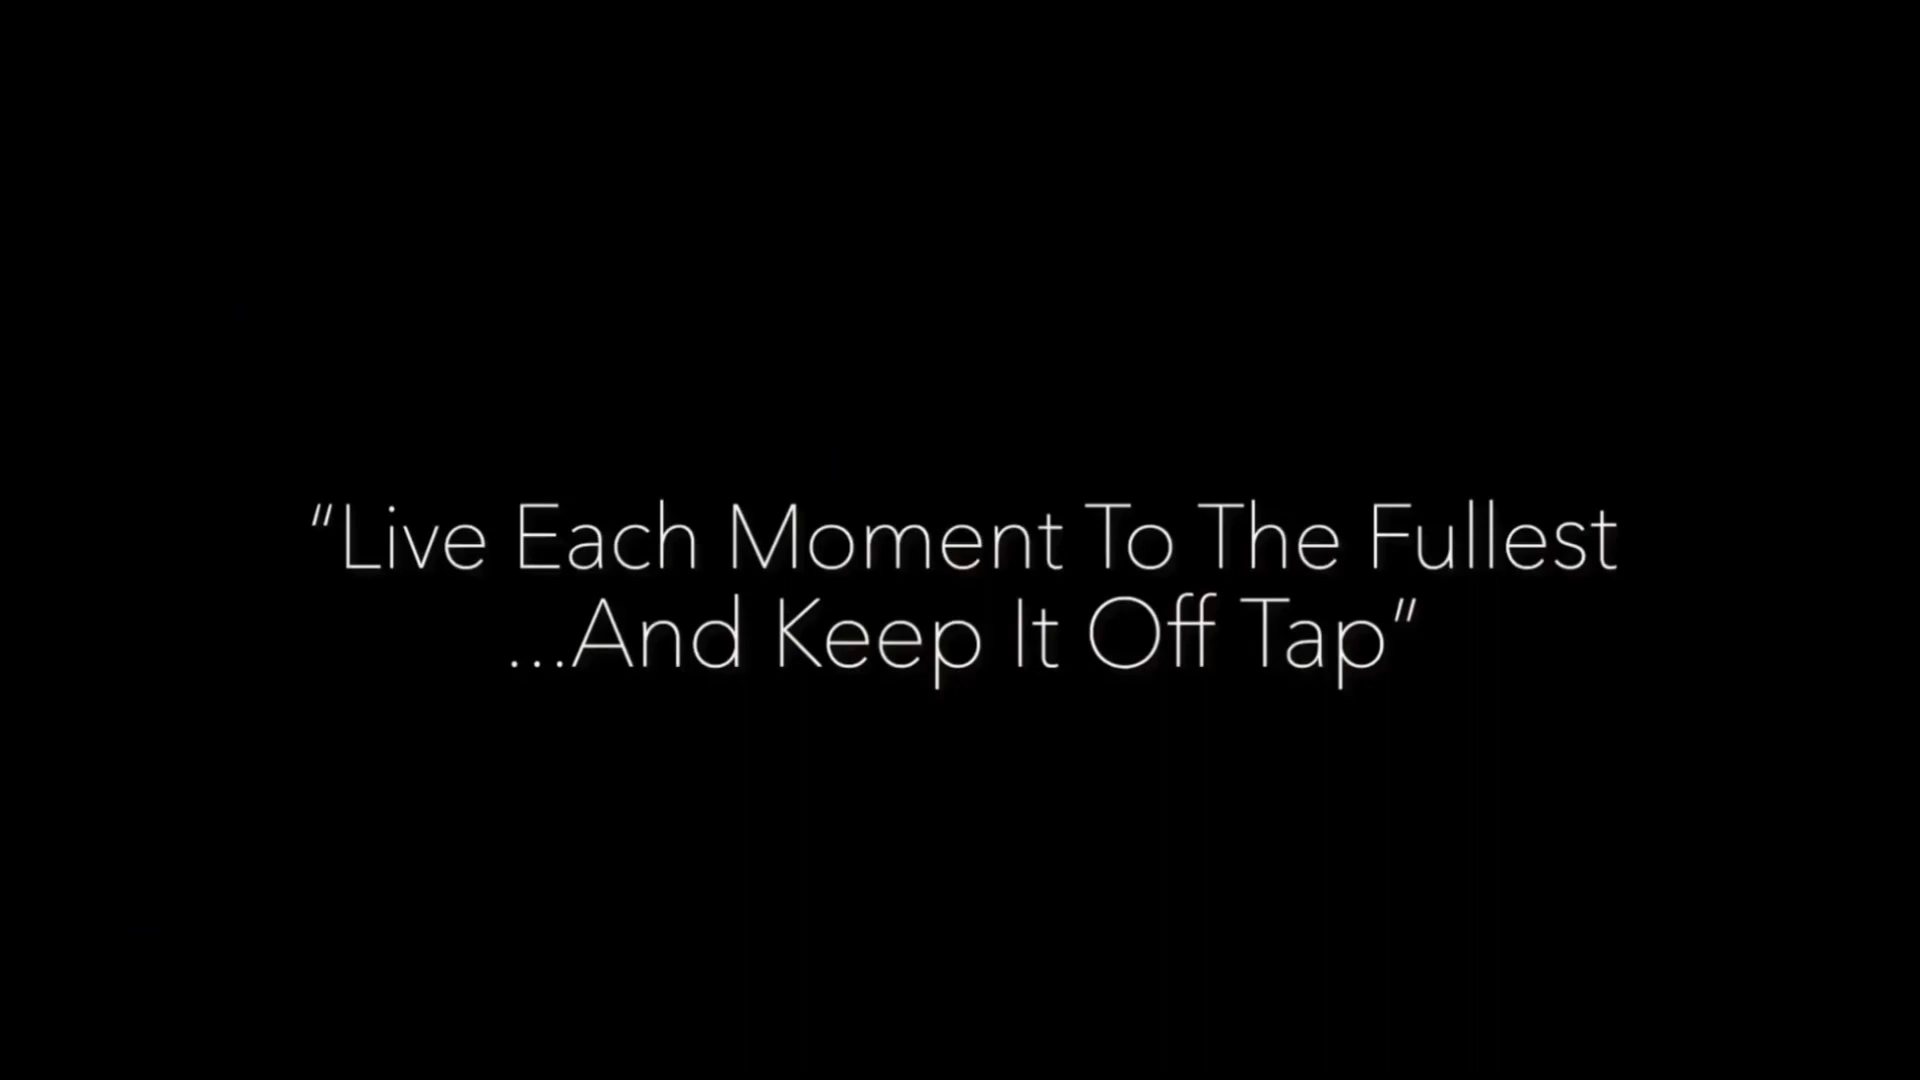 “Live Each Moment To The Fullest
...And Keep It Off Tap”